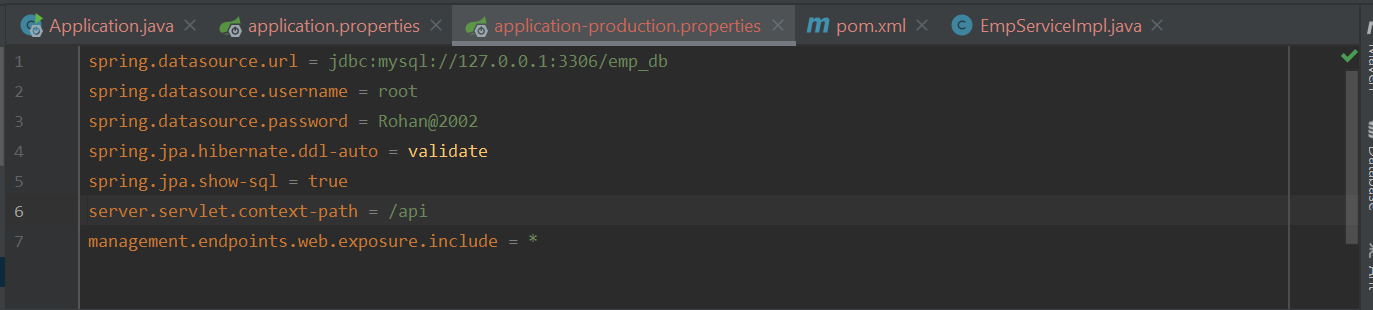 Application.java
application.properties
application-production.properties
m pom.xml
C EmpServiceImpl.java
1 spring.datasource.url = jdbc:mysql://127.0.0.1:3306/emp_db
2 spring.datasource.username = root
3 spring.datasource.password = Rohan@2002
4 spring.jpa.hibernate.ddl-auto = validate
5 spring.jpa.show-sql = true
6 server.servlet.context-path = /api
7 management.endpoints.web.exposure.include = *
Maven
Database
Ant